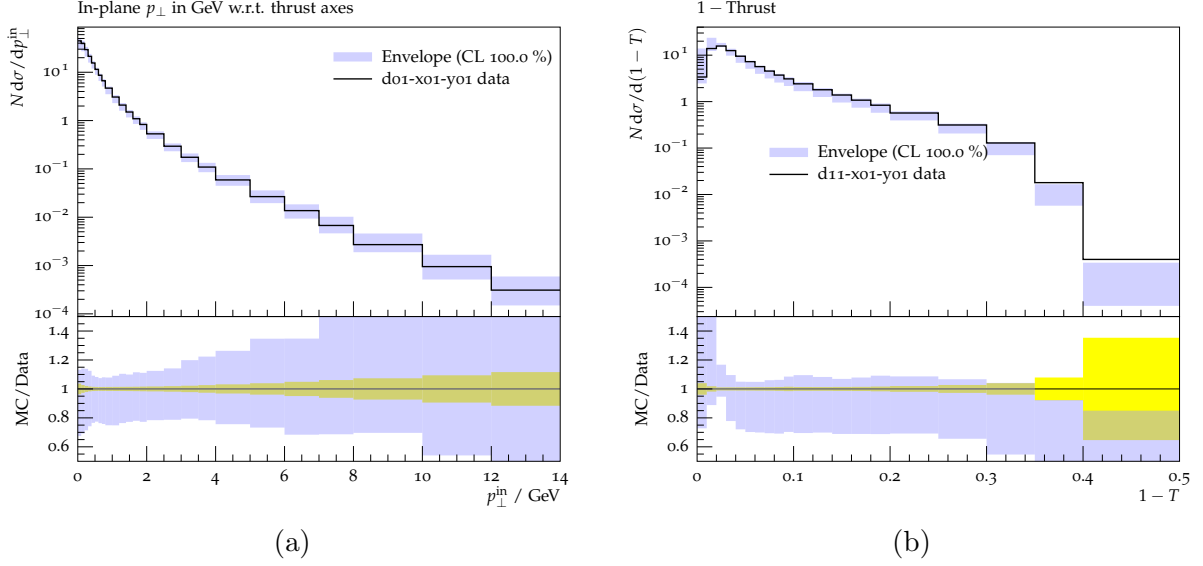 In-plane p⊥ in GeV w.r.t. thrust axes
N dσ/dp⊥^in
10^1
1
10^−1
10^−2
10^−3
10^−4
Envelope (CL 100.0 %)
d01-x01-y01 data
MC/Data
1.4
1.2
1
0.8
0.6
0 2 4 6 8 10 12 14
p⊥^in / GeV
(a)
1 − Thrust
N dσ/d(1 − T)
10^1
1
10^−1
10^−2
10^−3
10^−4
Envelope (CL 100.0 %)
d11-x01-y01 data
MC/Data
1.4
1.2
1
0.8
0.6
0 0.1 0.2 0.3 0.4 0.5
1 − T
(b)